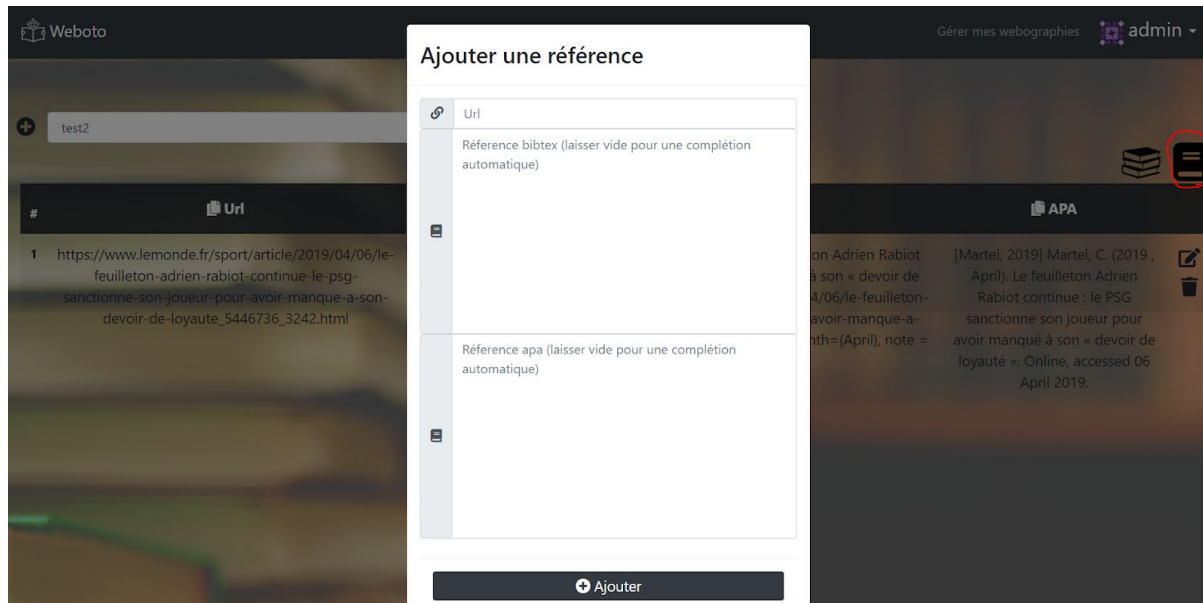 Weboto
Gérer mes webographies
admin
Ajouter une référence
Url
test2
Réference bibtex (laisser vide pour une complétion
automatique)
# Url APA
1 https://www.lemonde.fr/sport/article/2019/04/06/le-
feuilleton-adrien-rabiot-continue-le-psg-
sanctionne-son-joueur-pour-avoir-manque-a-son-
devoir-de-loyaute_5446736_3242.html
on Adrien Rabiot
à son « devoir de
4/06/le-feuilleton-
avoir-manque-a-
nth={April}, note =
[Martel, 2019] Martel, C. (2019 ,
April). Le feuilleton Adrien
Rabiot continue : le PSG
sanctionne son joueur pour
avoir manqué à son « devoir de
loyauté ». Online, accessed 06
April 2019.
Réference apa (laisser vide pour une complétion
automatique)
Ajouter